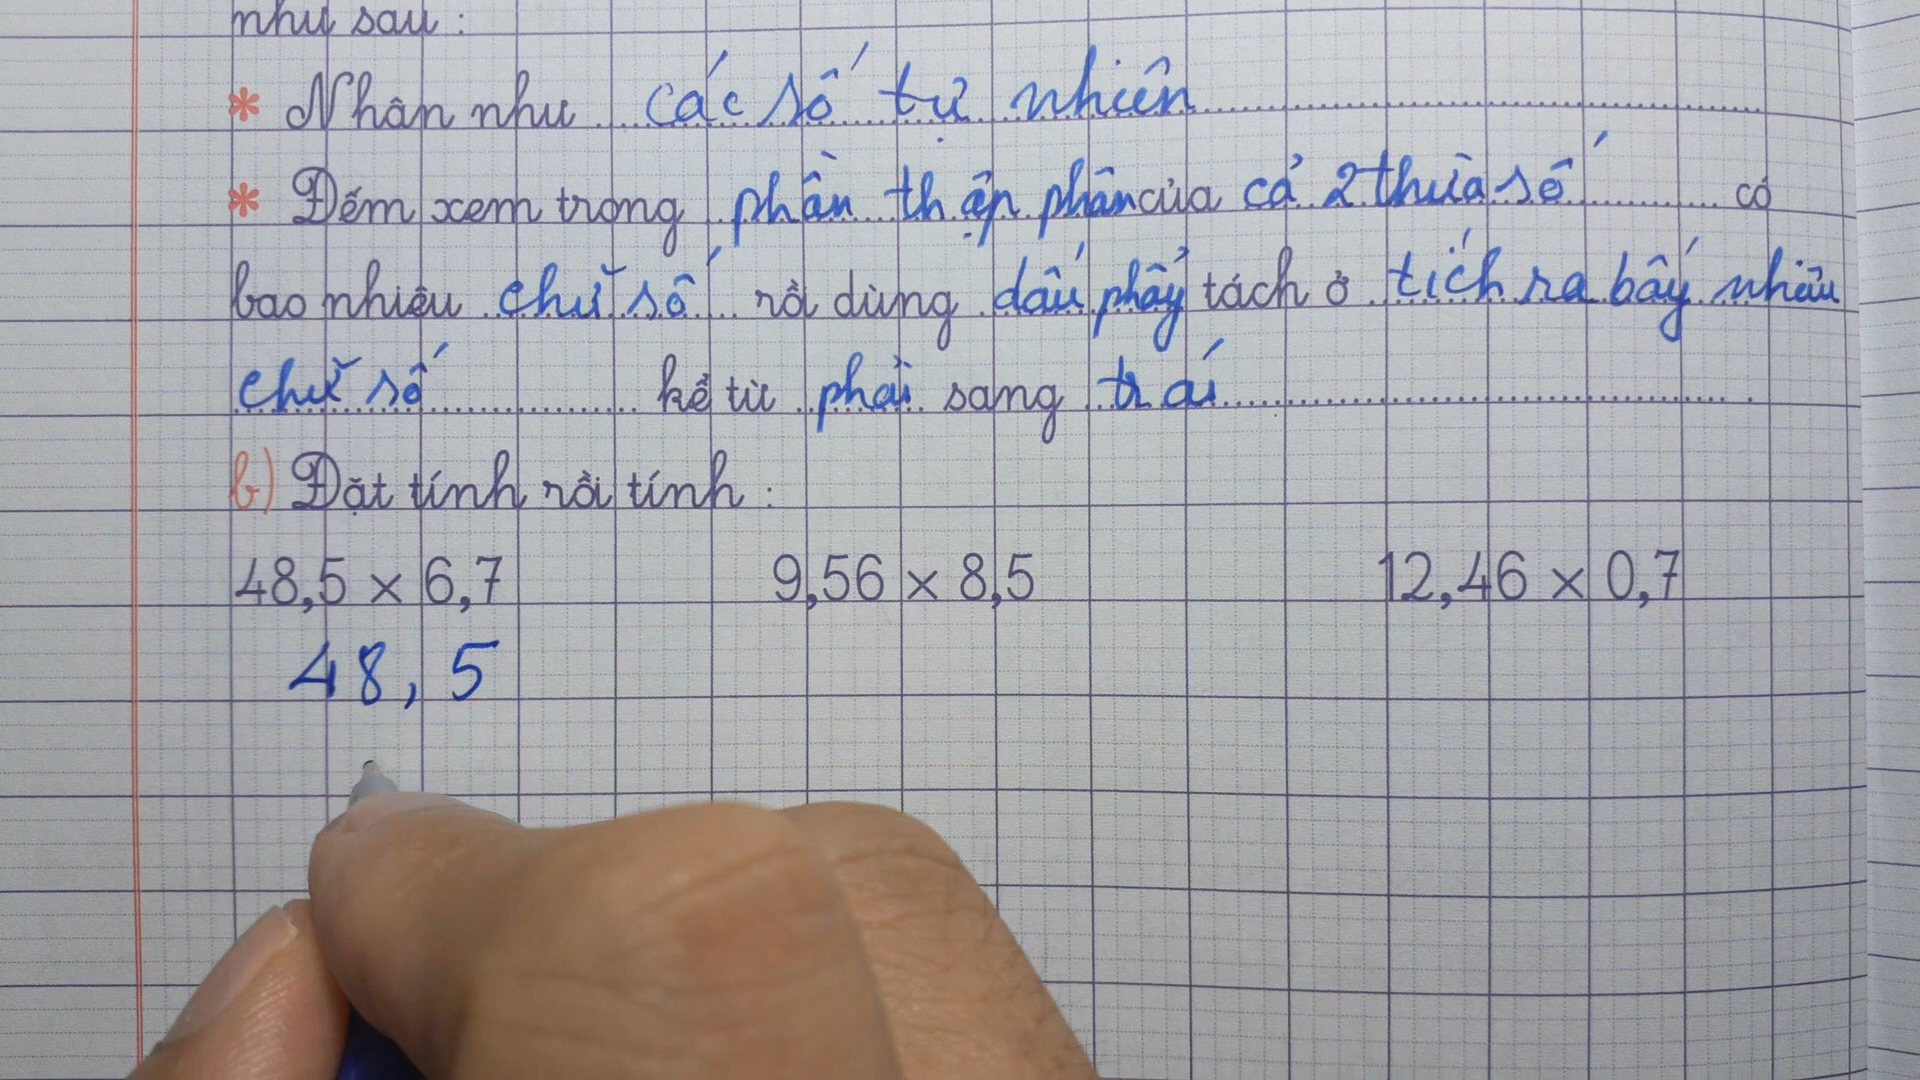 như sau :
* Nhân như các số tự nhiên
* Đếm xem trong phần thập phân của cả 2 thừa số có
bao nhiêu chữ số rồi dùng dấu phẩy tách ở tích ra bấy nhiêu
chữ số kể từ phải sang trái
b) Đặt tính rồi tính :
48,5 × 6,7 9,56 × 8,5 12,46 × 0,7
48,5